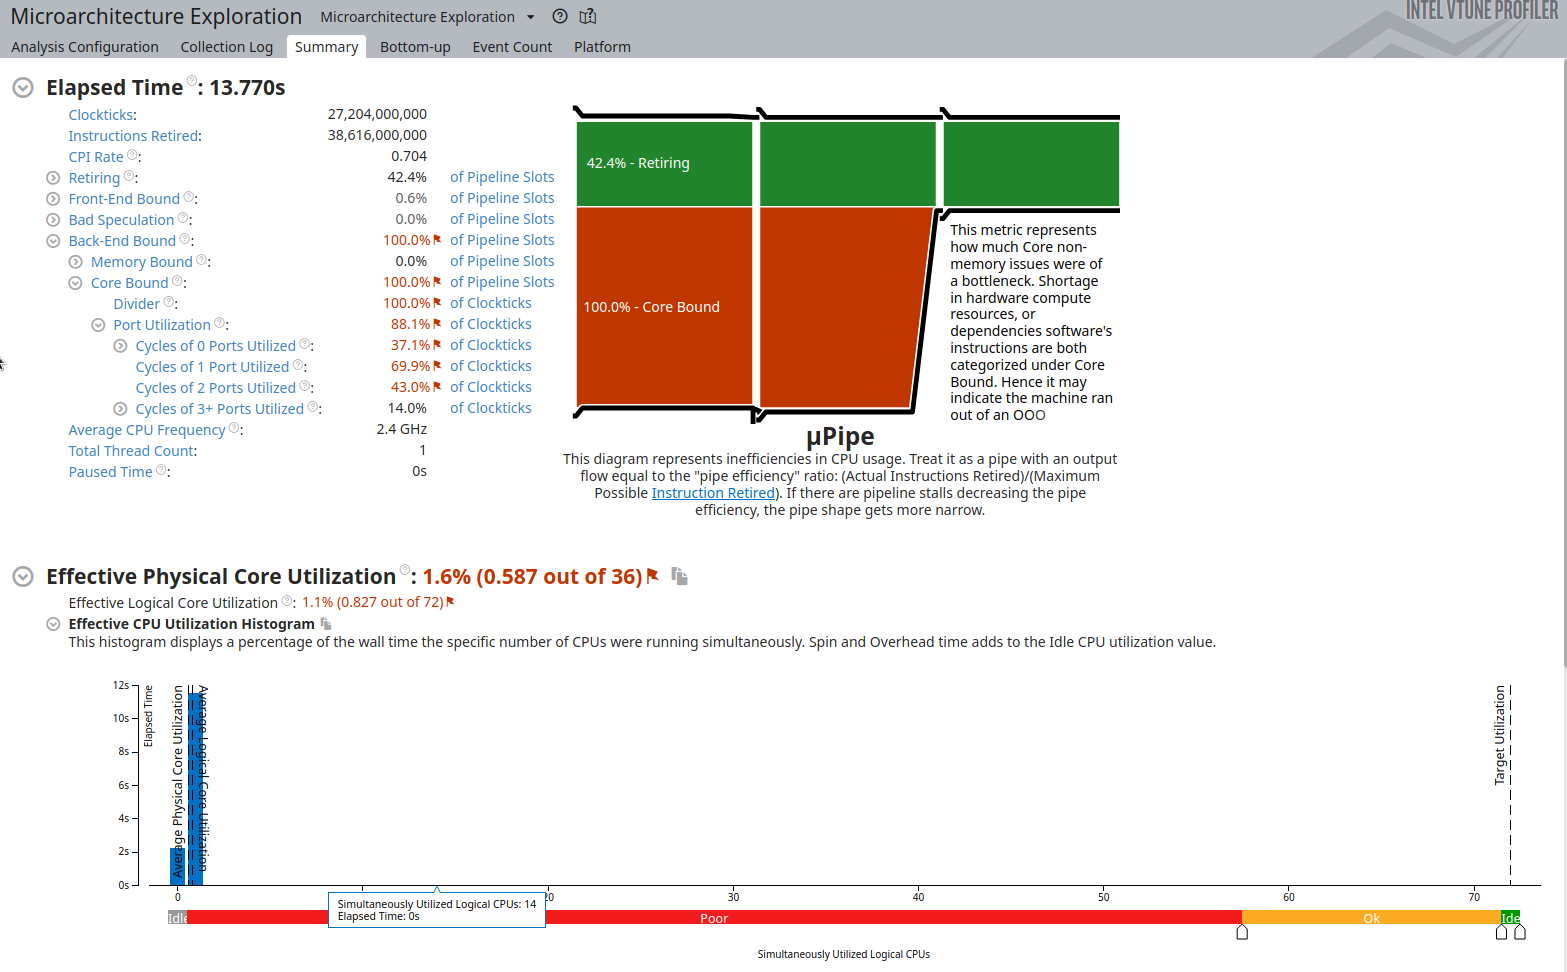 Microarchitecture Exploration
Microarchitecture Exploration
INTEL VTUNE PROFILER
Analysis Configuration Collection Log Summary Bottom-up Event Count Platform
Elapsed Time: 13.770s
Clockticks: 27,204,000,000
Instructions Retired: 38,616,000,000
CPI Rate: 0.704
Retiring: 42.4% of Pipeline Slots
Front-End Bound: 0.6% of Pipeline Slots
Bad Speculation: 0.0% of Pipeline Slots
Back-End Bound: 100.0% of Pipeline Slots
Memory Bound: 0.0% of Pipeline Slots
Core Bound: 100.0% of Pipeline Slots
Divider: 100.0% of Clockticks
Port Utilization: 88.1% of Clockticks
Cycles of 0 Ports Utilized: 37.1% of Clockticks
Cycles of 1 Port Utilized: 69.9% of Clockticks
Cycles of 2 Ports Utilized: 43.0% of Clockticks
Cycles of 3+ Ports Utilized: 14.0% of Clockticks
Average CPU Frequency: 2.4 GHz
Total Thread Count: 1
Paused Time: 0s
42.4% - Retiring
100.0% - Core Bound
This metric represents
how much Core non-
memory issues were of
a bottleneck. Shortage
in hardware compute
resources, or
dependencies software's
instructions are both
categorized under Core
Bound. Hence it may
indicate the machine ran
out of an OOO
µPipe
This diagram represents inefficiencies in CPU usage. Treat it as a pipe with an output
flow equal to the "pipe efficiency" ratio: (Actual Instructions Retired)/(Maximum
Possible Instruction Retired). If there are pipeline stalls decreasing the pipe
efficiency, the pipe shape gets more narrow.
Effective Physical Core Utilization: 1.6% (0.587 out of 36)
Effective Logical Core Utilization: 1.1% (0.827 out of 72)
Effective CPU Utilization Histogram
This histogram displays a percentage of the wall time the specific number of CPUs were running simultaneously. Spin and Overhead time adds to the Idle CPU utilization value.
12s
10s
8s
6s
4s
2s
0s
Elapsed Time
Average Physical Core Utilization
Average Logical Core Utilization
Target Utilization
0 20 30 40 50 60 70
Simultaneously Utilized Logical CPUs: 14
Elapsed Time: 0s
Idle Poor Ok Ide
Simultaneously Utilized Logical CPUs